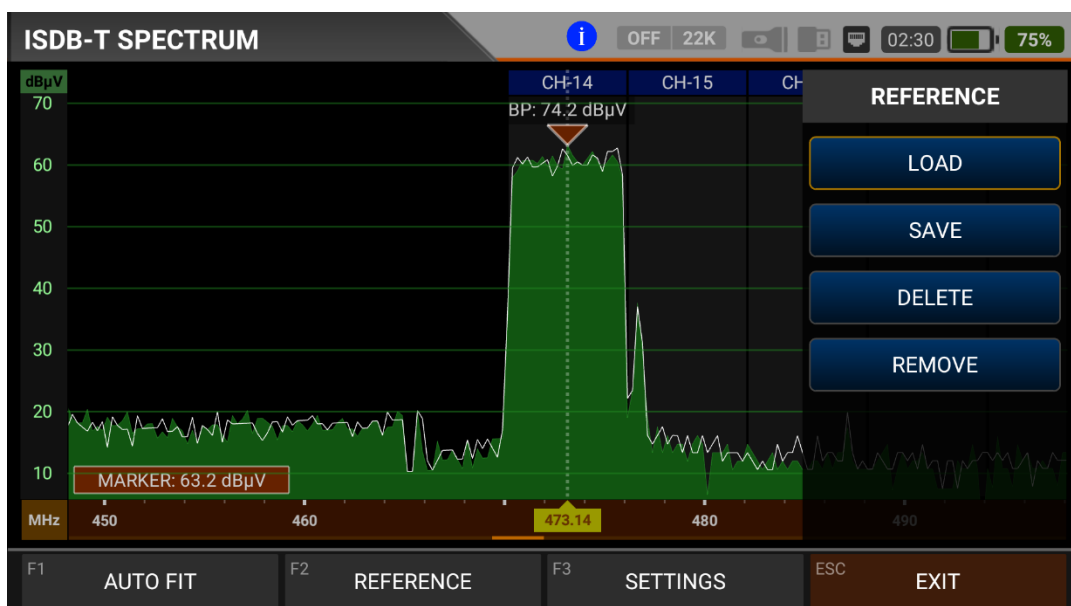 ISDB-T SPECTRUM
i
OFF 22K
02:30
75%
dBµV
CH-14
CH-15
CH
REFERENCE
70
BP: 74.2 dBµV
60
LOAD
50
SAVE
40
DELETE
30
REMOVE
20
10
MARKER: 63.2 dBµV
MHz
450
460
473.14
480
490
F1 AUTO FIT
F2 REFERENCE
F3 SETTINGS
ESC EXIT